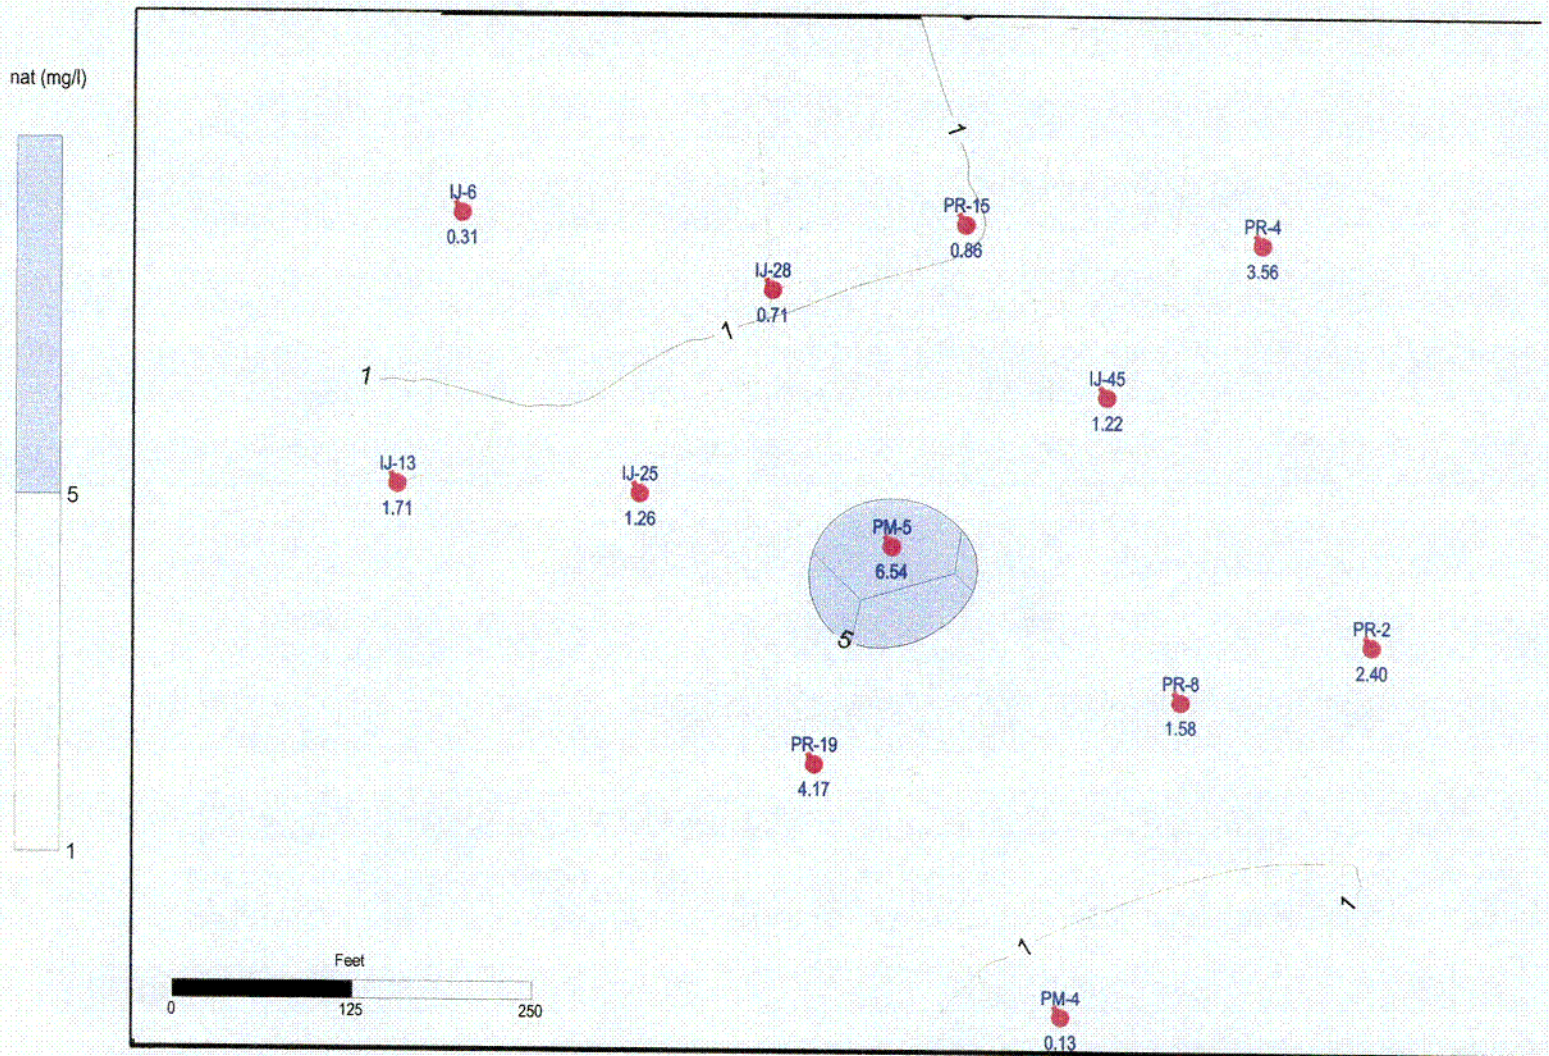 nat (mg/l)
1
IJ-6
0.31
PR-15
0.86
PR-4
3.56
IJ-28
0.71
1
1
IJ-45
1.22
IJ-13
1.71
IJ-25
1.26
5
PM-5
6.54
5
PR-2
2.40
PR-8
1.58
PR-19
4.17
1
1
1
Feet
0
125
250
PM-4
0.13